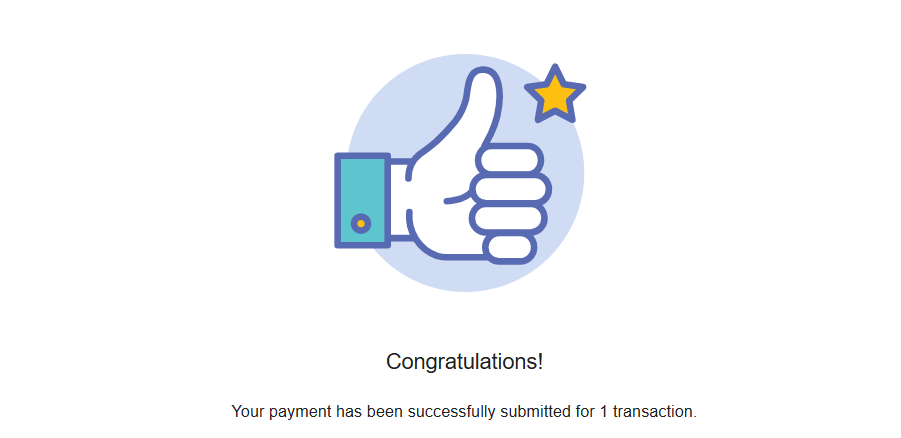 Congratulations!
Your payment has been successfully submitted for 1 transaction.